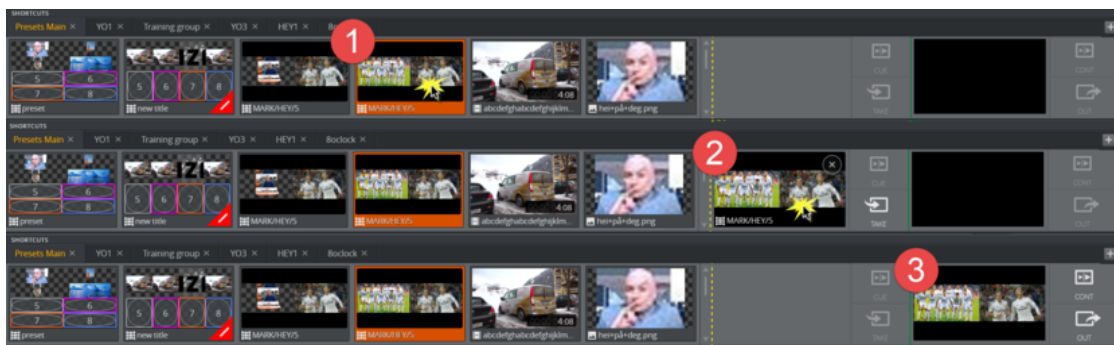 SHORTCUTS
Presets Main × YO1 × Training group × YO3 × HEY1 ×
1
5 6
7 8
preset
IZI
5 6 7 8
new title
MARK/HEY/5
MARK/HEY/5
4:08
abcdefghabcdefghijklm...
hei+på+deg.png
CUE
TAKE
CONT
OUT
SHORTCUTS
Presets Main × YO1 × Training group × YO3 × HEY1 × Boclock ×
2
5 6
7 8
preset
IZI
5 6 7 8
new title
MARK/HEY/5
MARK/HEY/5
4:08
abcdefghabcdefghijklm...
hei+på+deg.png
MARK/HEY/5
CUE
TAKE
CONT
OUT
SHORTCUTS
Presets Main × YO1 × Training group × YO3 × HEY1 × Boclock ×
3
5 6
7 8
preset
IZI
5 6 7 8
new title
MARK/HEY/5
MARK/HEY/5
4:08
abcdefghabcdefghijklm...
hei+på+deg.png
CUE
TAKE
CONT
OUT